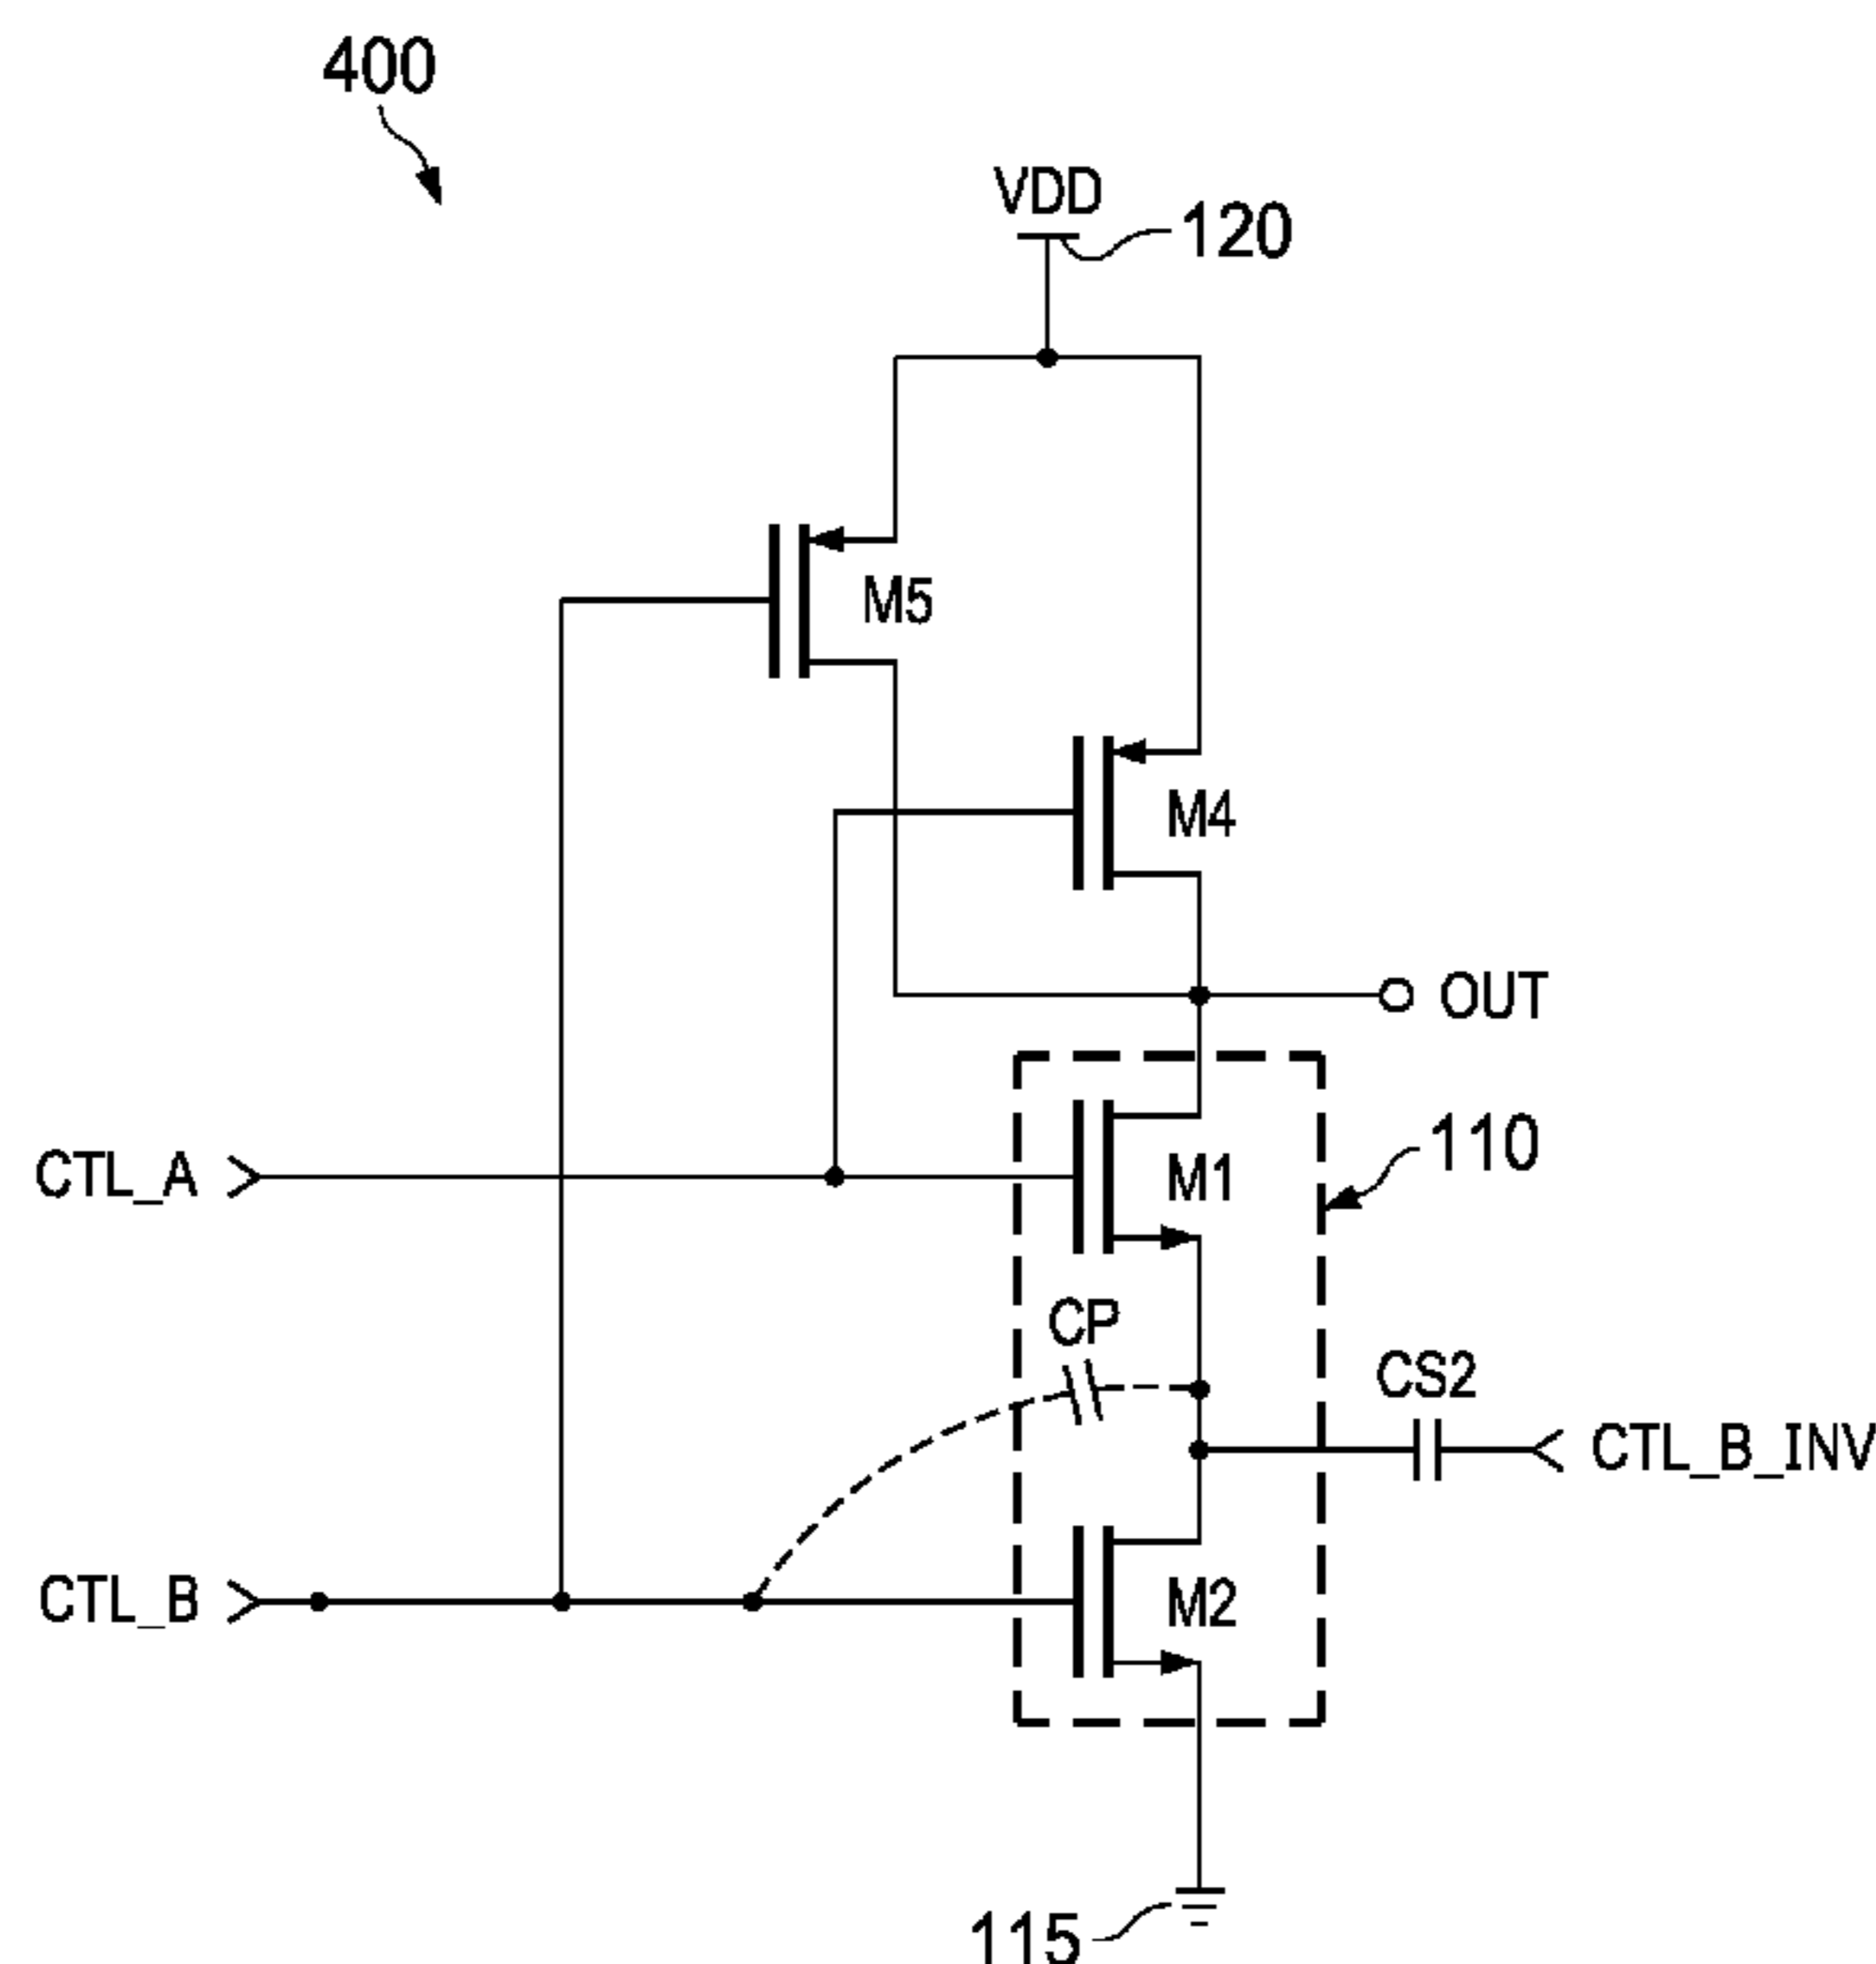 400
VDD
120
M5
M4
OUT
CTL_A
M1
110
CP
CS2
CTL_B_INV
CTL_B
M2
115